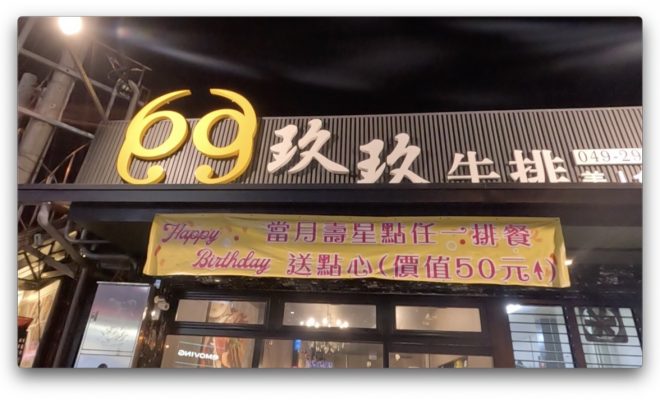 69 玖玖牛排
049-29
Happy Birthday
當月壽星點任一排餐
送點心(價值50元↑)